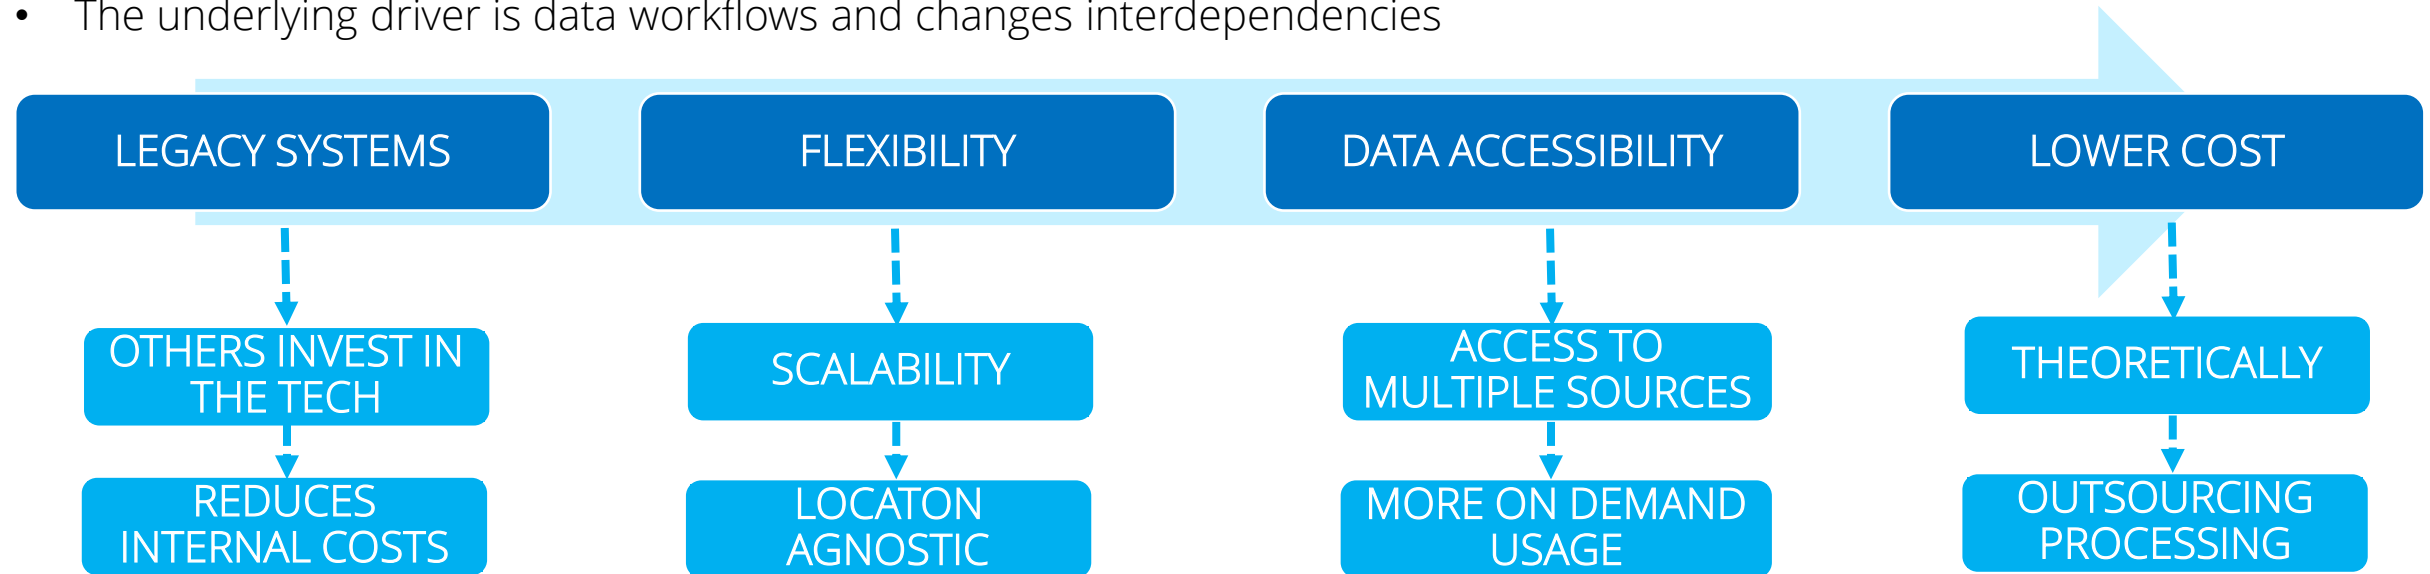 • The underlying driver is data workflows and changes interdependencies
LEGACY SYSTEMS
FLEXIBILITY
DATA ACCESSIBILITY
LOWER COST
OTHERS INVEST IN
THE TECH
SCALABILITY
ACCESS TO
MULTIPLE SOURCES
THEORETICALLY
REDUCES
INTERNAL COSTS
LOCATON
AGNOSTIC
MORE ON DEMAND
USAGE
OUTSOURCING
PROCESSING